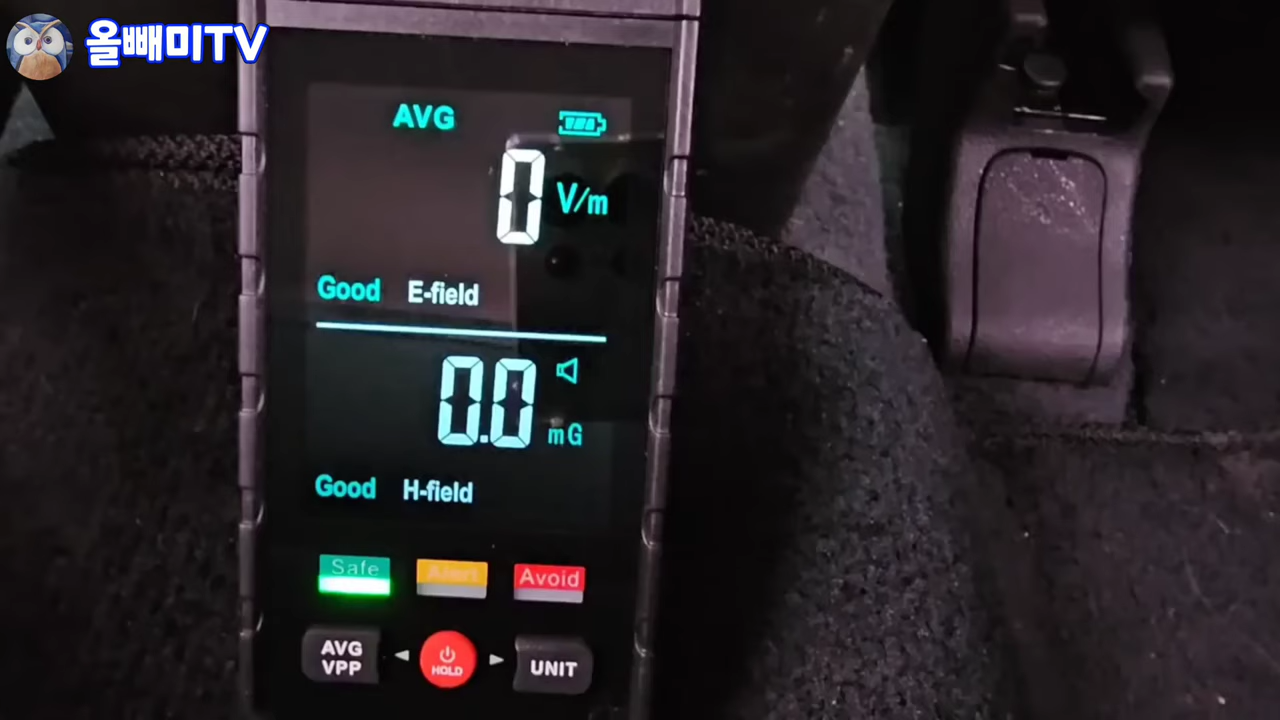 올빼미TV
AVG
0 V/m
Good E-field
0.0 mG
Good H-field
Safe Alert Avoid
AVG VPP
HOLD
UNIT